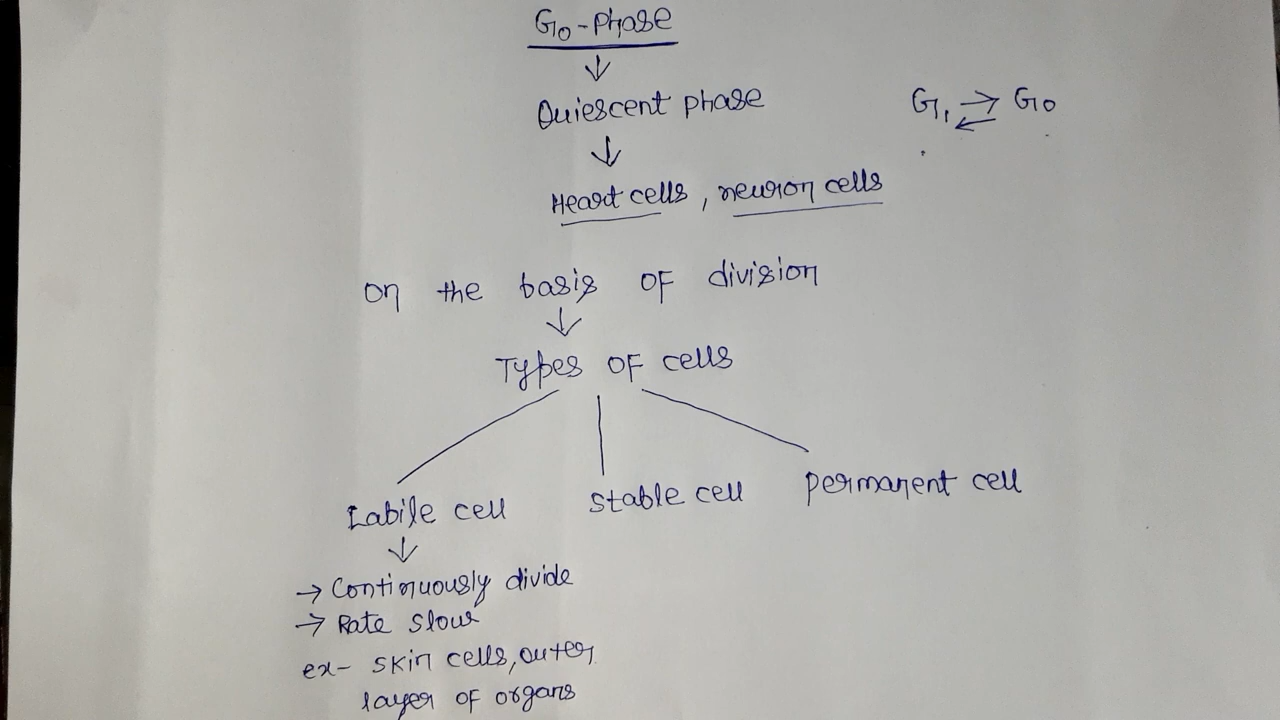 G0-Phase
↓
Quiescent phase
G1 ⇌ G0
↓
Heart cells, neuron cells
on the basis of division
↓
Types of cells
Labile cell stable cell permanent cell
↓
→ Continuously divide
→ Rate slow
ex- skin cells, outer
layer of organs